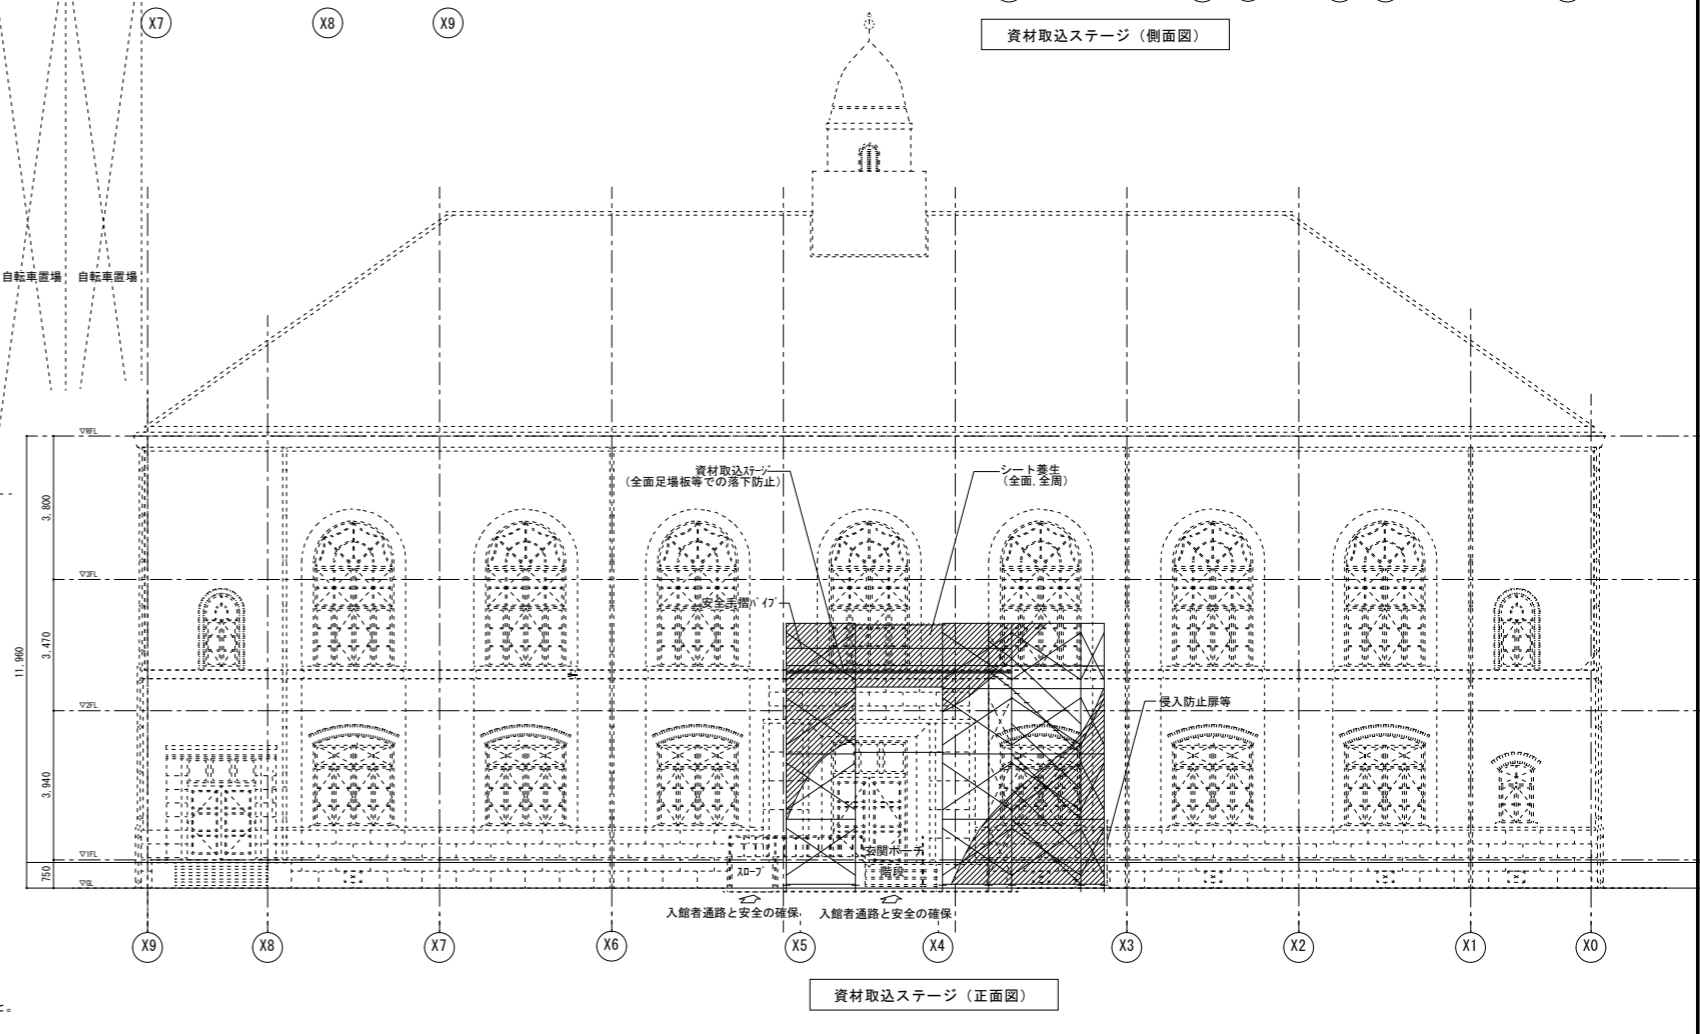 X7
X8
X9
資材取込ステージ（側面図）
自転車置場
自転車置場
▽RFL
資材取込ｽﾃｰｼﾞ
（全面足場板等での落下防止）
シート養生
（全面、全周）
3,800
▽3FL
安全手摺ﾊﾟｲﾌﾟ
3,470
11,960
▽2FL
侵入防止扉等
3,940
玄関ポーチ
▽1FL
750
ｽﾛｰﾌﾟ
階段
▽GL
入館者通路と安全の確保
入館者通路と安全の確保
X9
X8
X7
X6
X5
X4
X3
X2
X1
X0
資材取込ステージ（正面図）